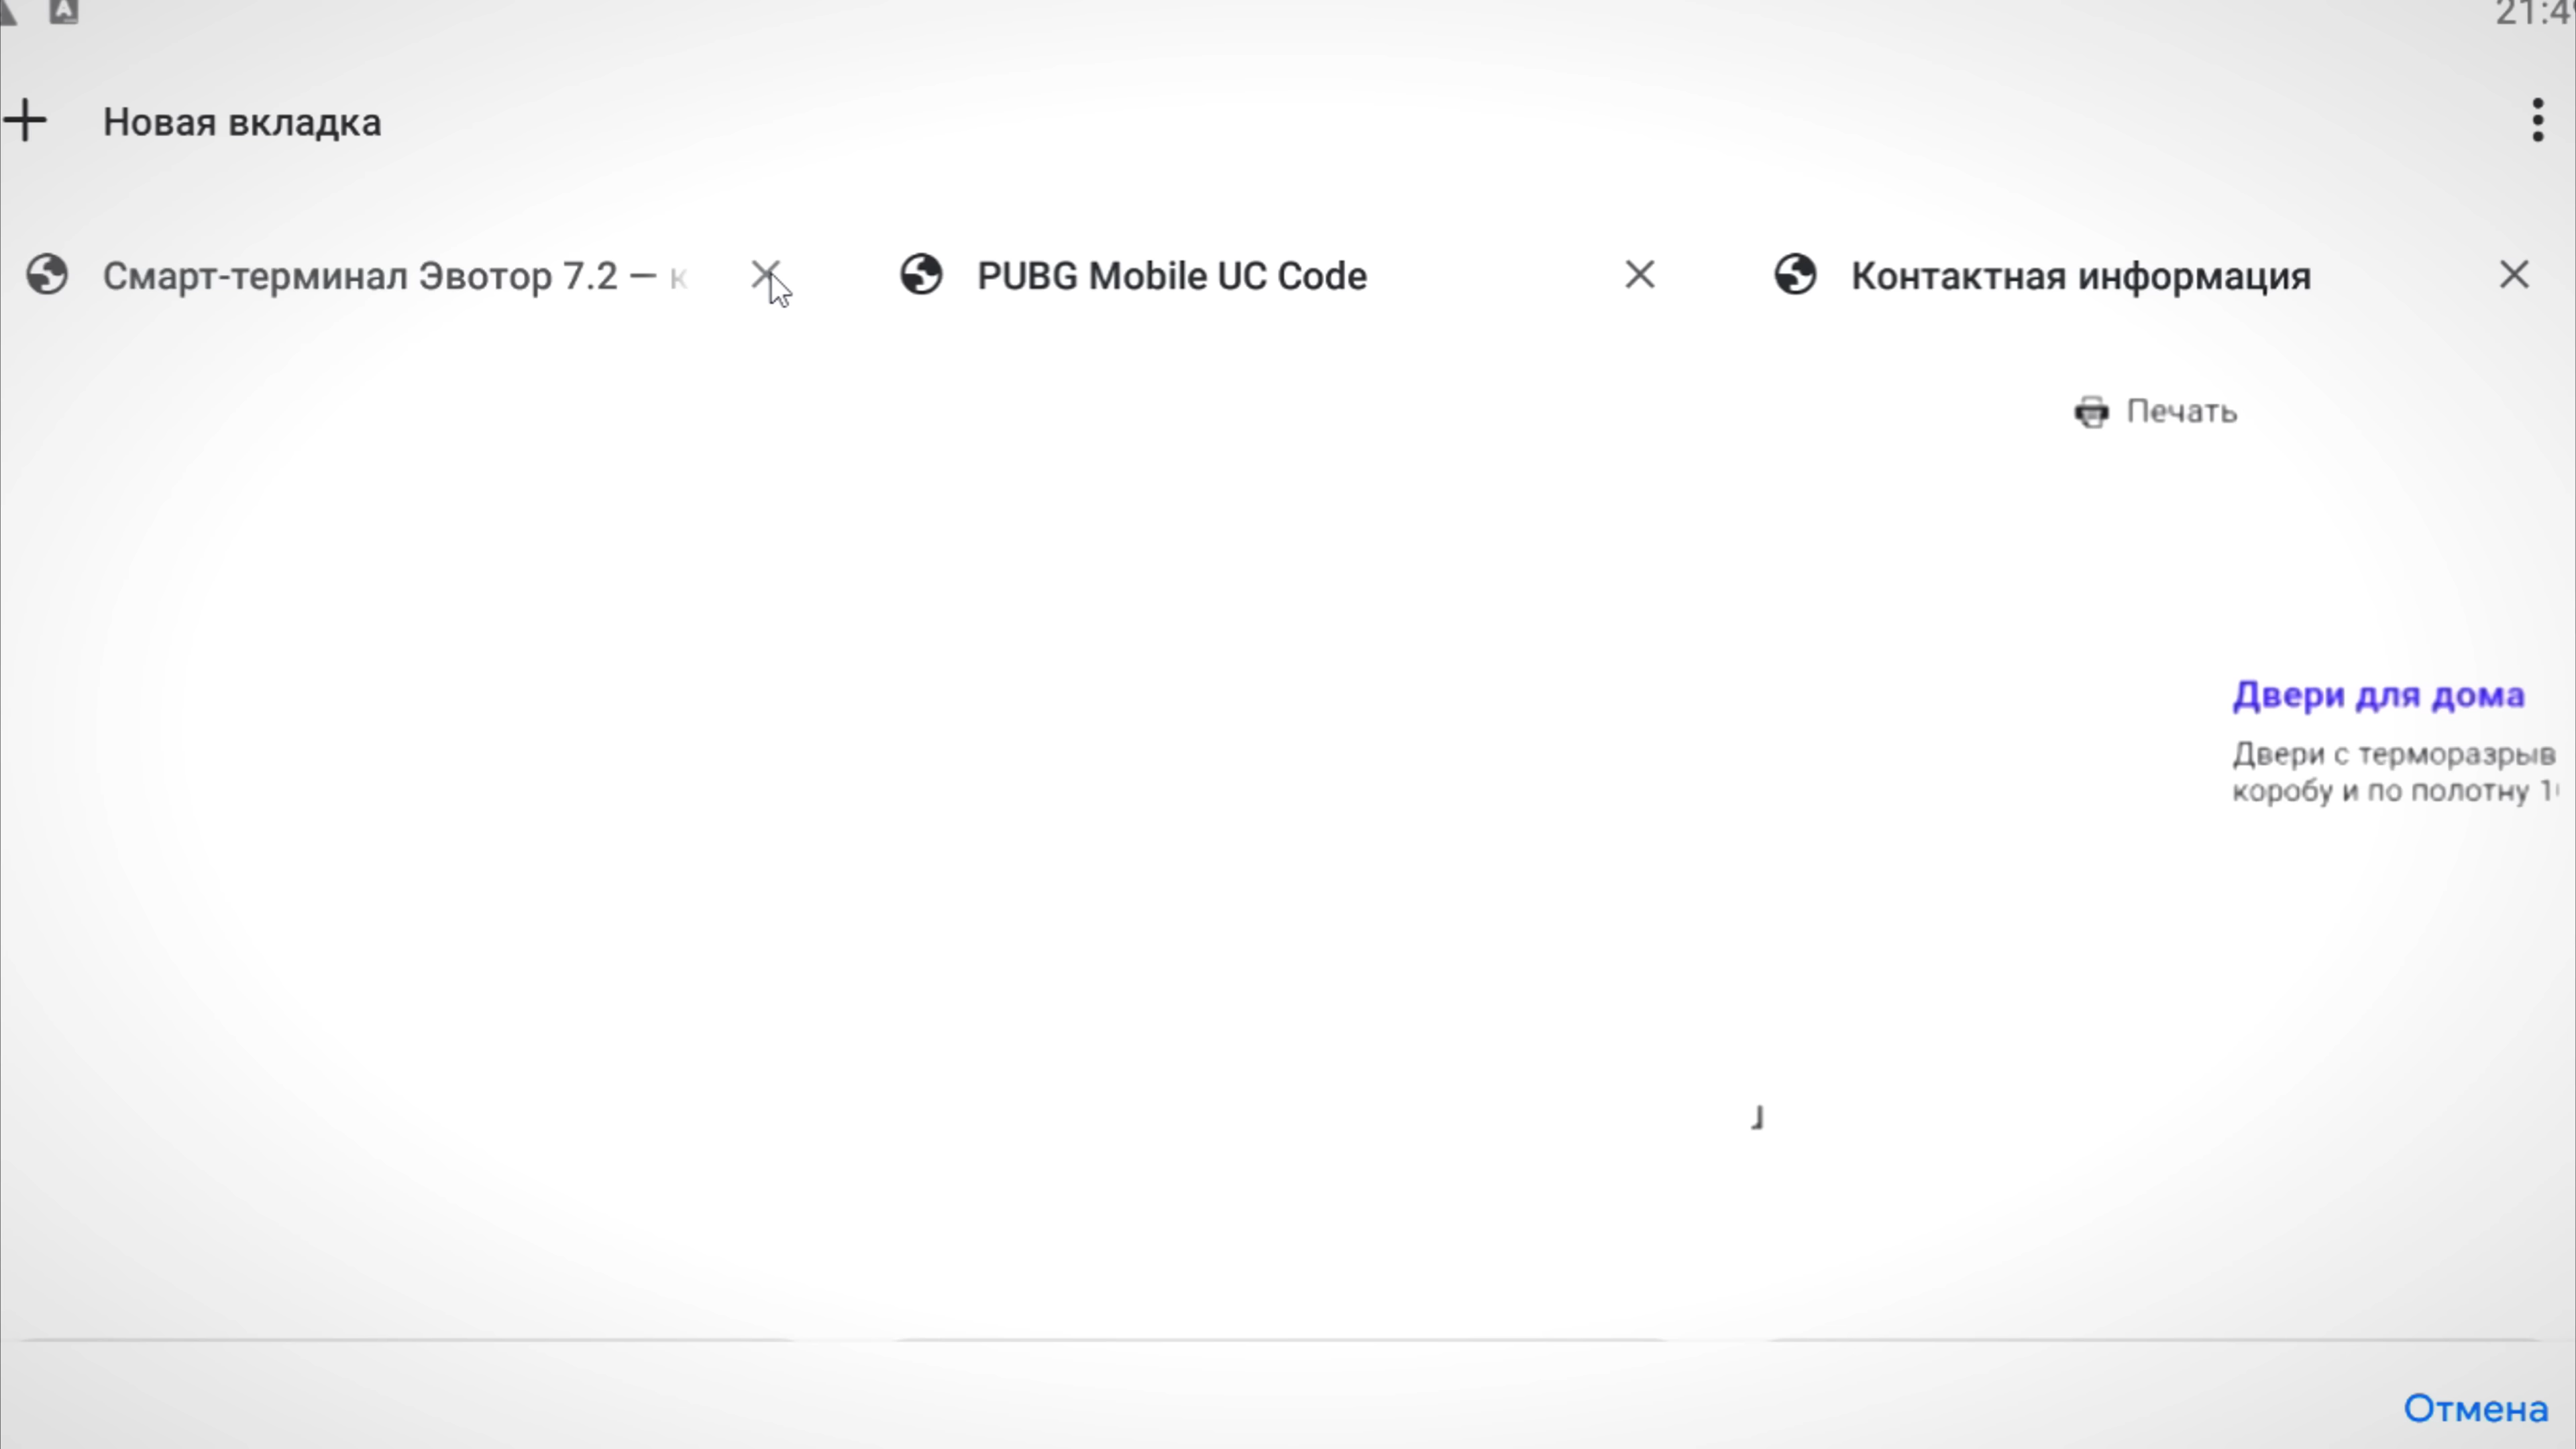 A
21:4
Новая вкладка
Смарт-терминал Эвотор 7.2 — к
PUBG Mobile UC Code
Контактная информация
Печать
Двери для дома
Двери с терморазрыв
коробу и по полотну 1
Отмена